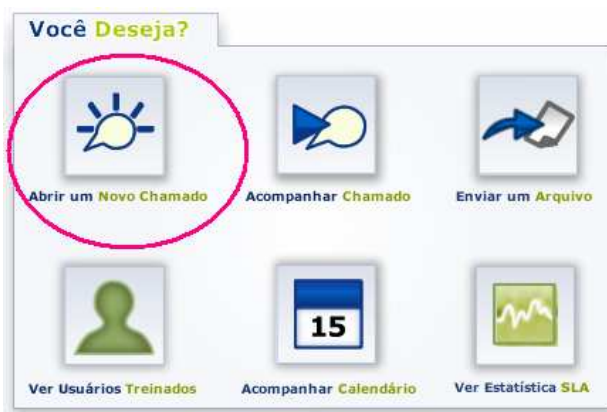 Você Deseja?
Abrir um Novo Chamado
Acompanhar Chamado
Enviar um Arquivo
15
Ver Usuários Treinados
Acompanhar Calendário
Ver Estatística SLA